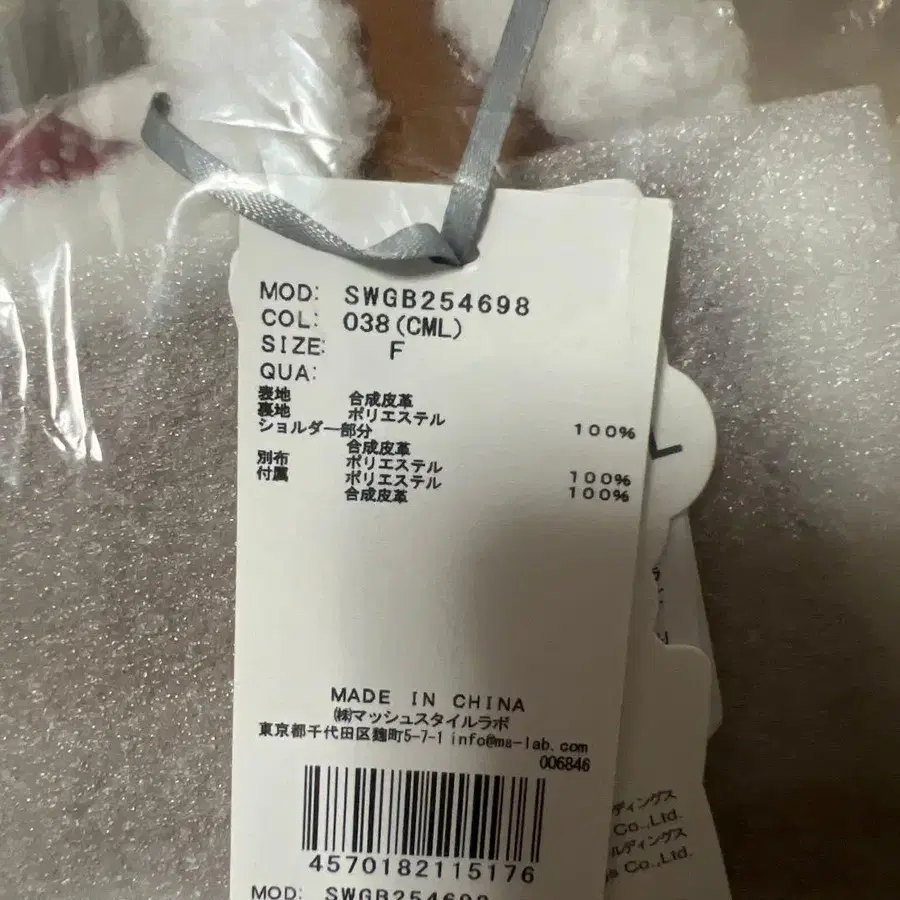 MOD: SWGB254698
COL: 038(CML)
SIZE: F
QUA:
表地 合成皮革
裏地 ポリエステル 100%
ショルダー部分
合成皮革
別布 ポリエステル 100%
付属 ポリエステル 100%
合成皮革
MADE IN CHINA
㈱マッシュスタイルラボ
東京都千代田区麹町5-7-1 info@ms-lab.com
006846
4570182115176
MOD: SWGB254698
L
ディングス
Co.,Ltd.
ルディングス
s Co.,Ltd.